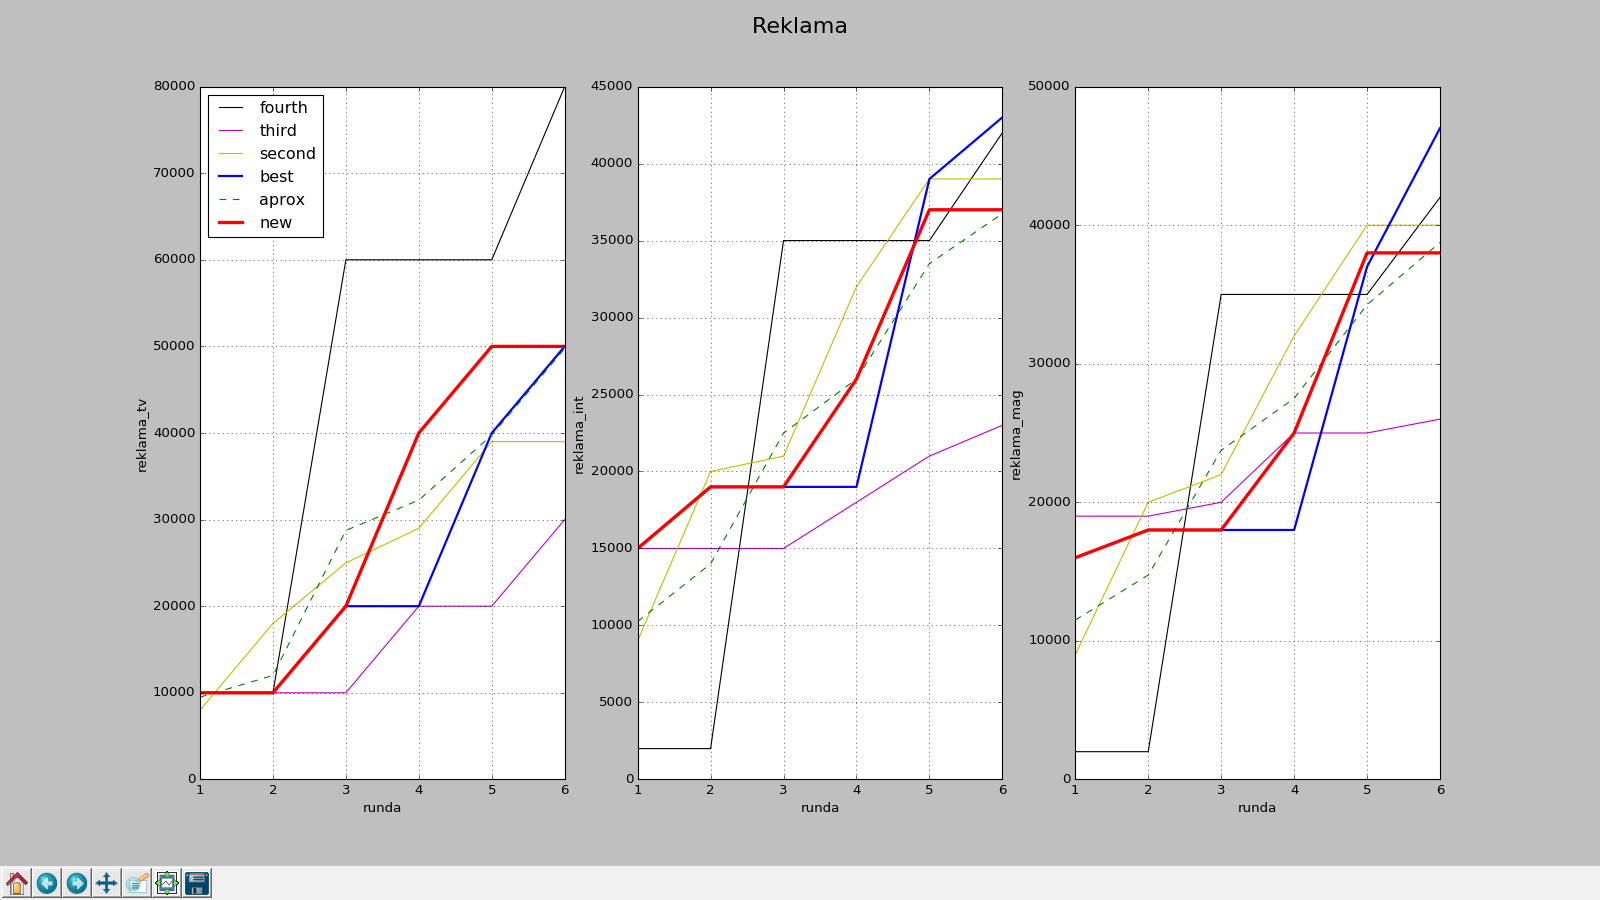 Reklama
80000
70000
60000
50000
40000
30000
20000
10000
0
reklama_tv
fourth
third
second
best
aprox
new
1 2 3 4 5 6
runda
45000
40000
35000
30000
25000
20000
15000
10000
5000
0
reklama_int
1 2 3 4 5 6
runda
50000
40000
30000
20000
10000
0
reklama_mag
1 2 3 4 5 6
runda